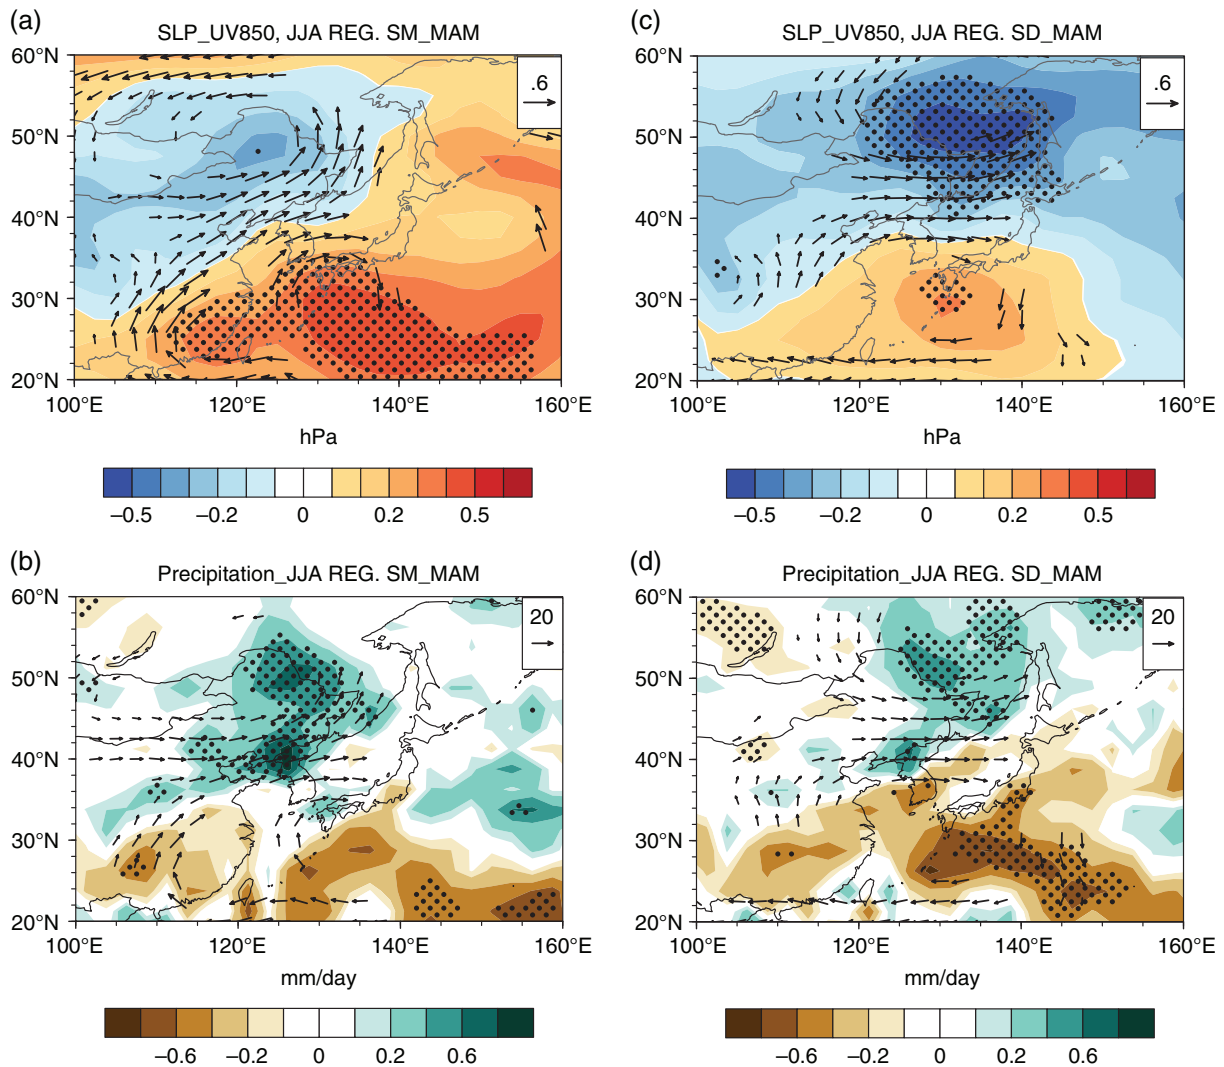 (a)
SLP_UV850, JJA REG. SM_MAM
60°N
50°N
40°N
30°N
20°N
100°E 120°E 140°E 160°E
.6
hPa
−0.5 −0.2 0 0.2 0.5
(c)
SLP_UV850, JJA REG. SD_MAM
60°N
50°N
40°N
30°N
20°N
100°E 120°E 140°E 160°E
.6
hPa
−0.5 −0.2 0 0.2 0.5
(b)
Precipitation_JJA REG. SM_MAM
60°N
50°N
40°N
30°N
20°N
100°E 120°E 140°E 160°E
20
mm/day
−0.6 −0.2 0 0.2 0.6
(d)
Precipitation_JJA REG. SD_MAM
60°N
50°N
40°N
30°N
20°N
100°E 120°E 140°E 160°E
20
mm/day
−0.6 −0.2 0 0.2 0.6